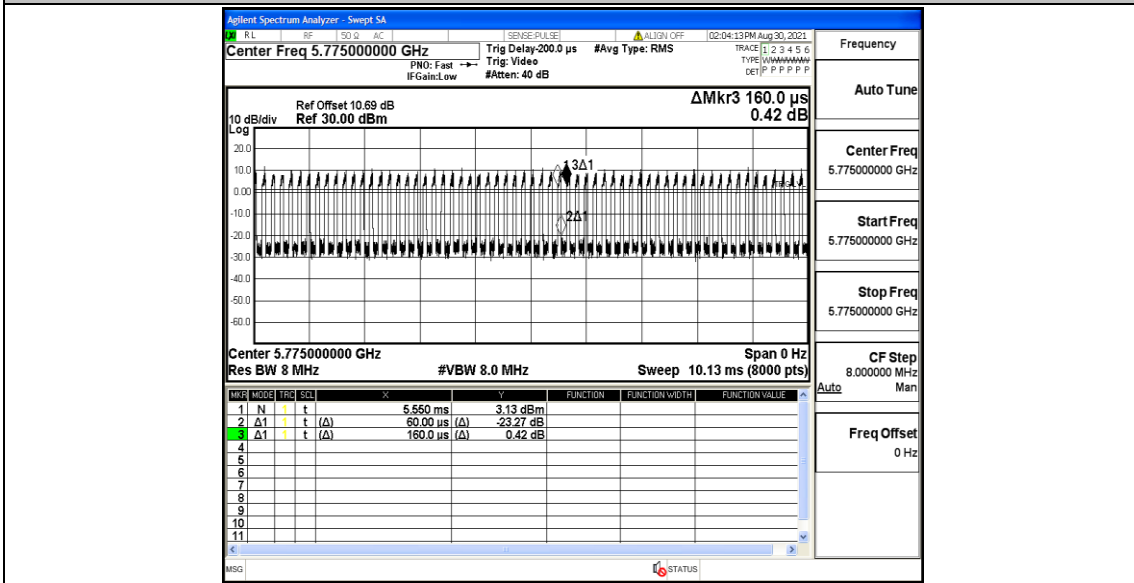 Agilent Spectrum Analyzer - Swept SA
RL RF 50 Ω AC SENSE:PULSE ALIGN OFF 02:04:13PM Aug 30, 2021
Center Freq 5.775000000 GHz
PNO: Fast
IFGain:Low
Trig Delay-200.0 µs
Trig: Video
#Atten: 40 dB
#Avg Type: RMS
TRACE 1 2 3 4 5 6
TYPE
DET P P P P P P
ΔMkr3 160.0 µs
0.42 dB
Ref Offset 10.69 dB
10 dB/div Ref 30.00 dBm
Log
20.0
10.0
0.00
-10.0
-20.0
-30.0
-40.0
-50.0
-60.0
1 3Δ1
2Δ1
Center 5.775000000 GHz Span 0 Hz
Res BW 8 MHz #VBW 8.0 MHz Sweep 10.13 ms (8000 pts)
MKR MODE TRC SCL X Y FUNCTION FUNCTION WIDTH FUNCTION VALUE
1 N 1 t 5.550 ms 3.13 dBm
2 Δ1 1 t (Δ) 60.00 µs (Δ) -23.27 dB
3 Δ1 1 t (Δ) 160.0 µs (Δ) 0.42 dB
4
5
6
7
8
9
10
11
MSG STATUS
Frequency
Auto Tune
Center Freq
5.775000000 GHz
Start Freq
5.775000000 GHz
Stop Freq
5.775000000 GHz
CF Step
8.000000 MHz
Auto Man
Freq Offset
0 Hz